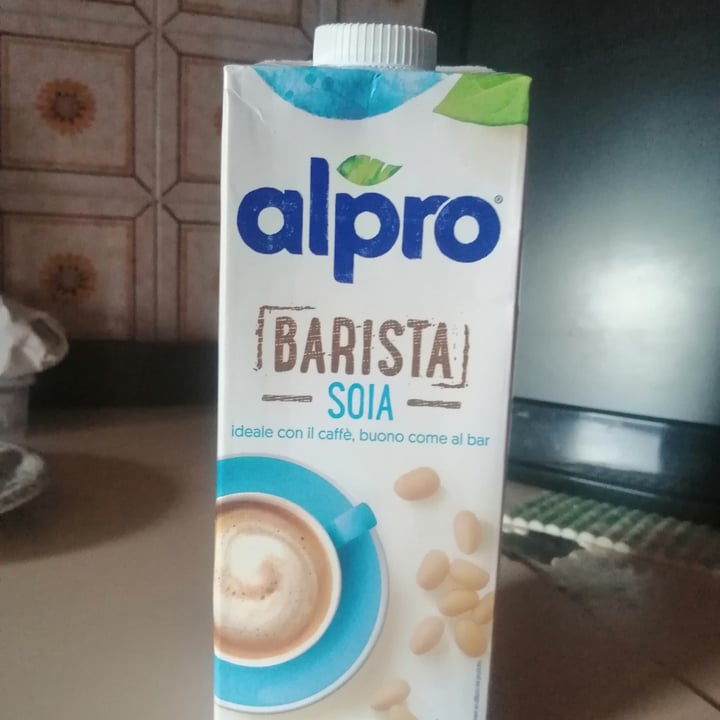 alpro®
BARISTA
SOIA
ideale con il caffè, buono come al bar